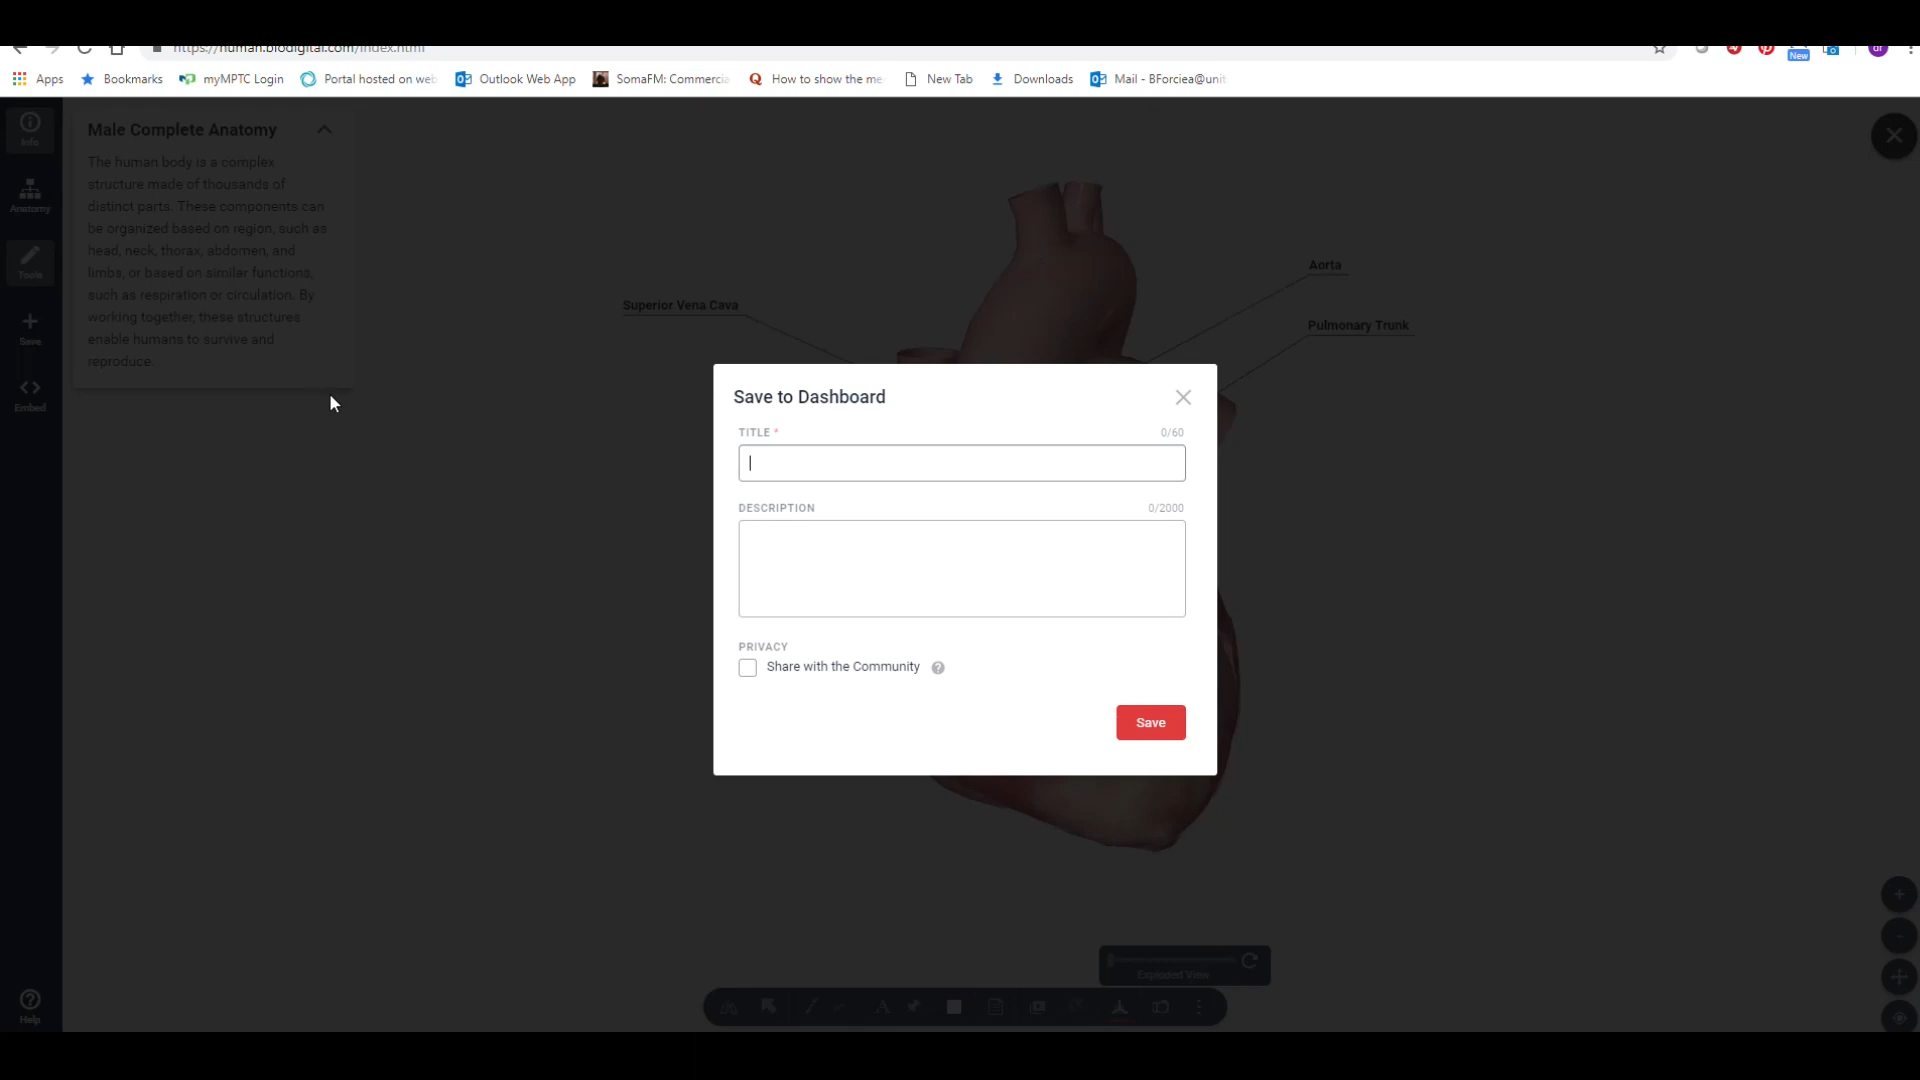 https://human.biodigital.com/index.html
New
Apps
Bookmarks
myMPTC Login
Portal hosted on web
Outlook Web App
SomaFM: Commercia
How to show the me
New Tab
Downloads
Mail - BForciea@unit
Info
Anatomy
Tools
Save
Embed
Help
Male Complete Anatomy
The human body is a complex
structure made of thousands of
distinct parts. These components can
be organized based on region, such as
head, neck, thorax, abdomen, and
limbs, or based on similar functions,
such as respiration or circulation. By
working together, these structures
enable humans to survive and
reproduce.
Superior Vena Cava
Aorta
Pulmonary Trunk
Save to Dashboard
TITLE * 0/60
DESCRIPTION 0/2000
PRIVACY
Share with the Community ?
Save
Exploded View